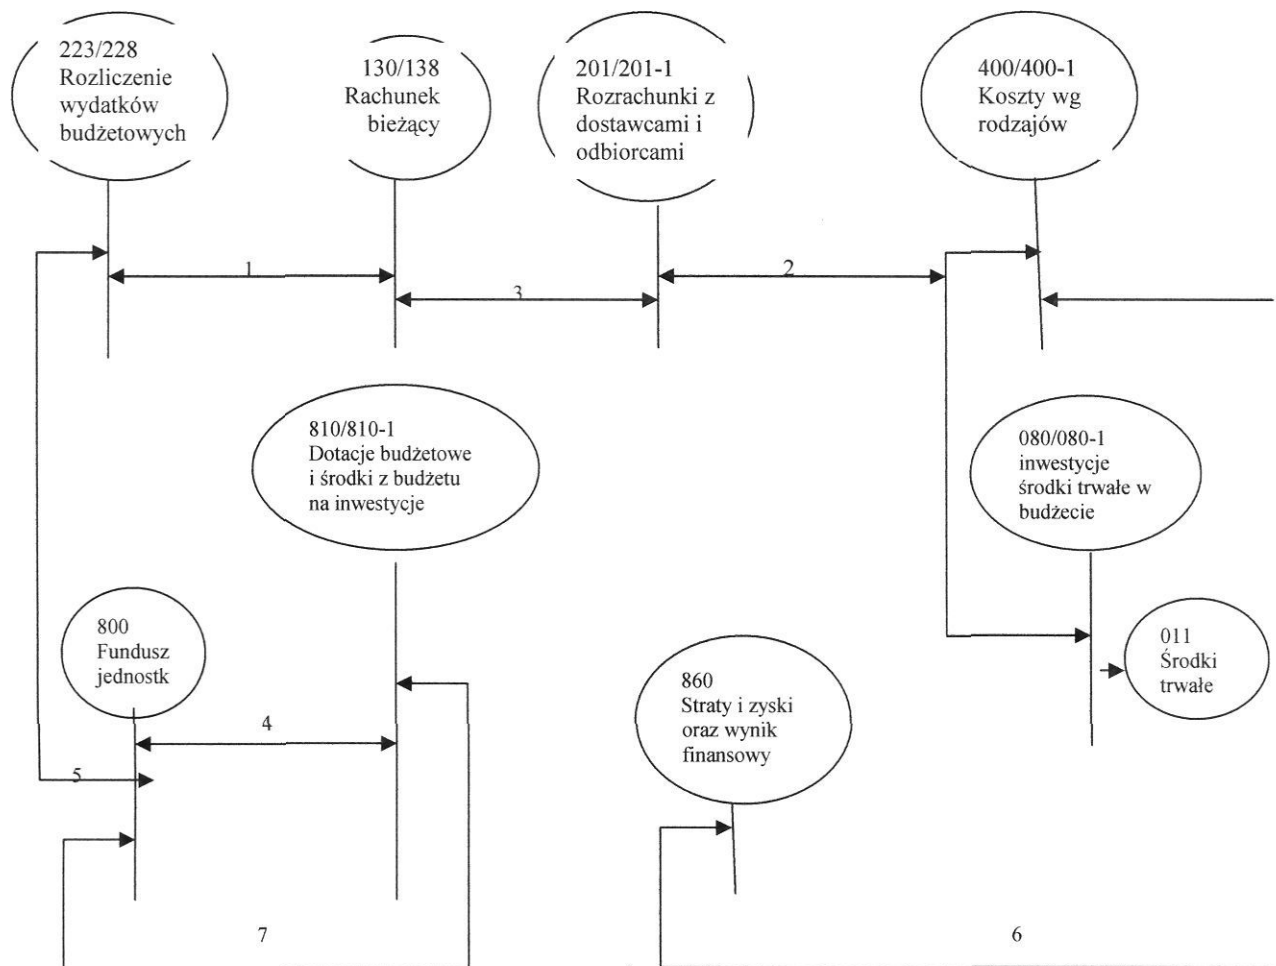 223/228
Rozliczenie
wydatków
budżetowych
130/138
Rachunek
bieżący
201/201-1
Rozrachunki z
dostawcami i
odbiorcami
400/400-1
Koszty wg
rodzajów
1
2
3
810/810-1
Dotacje budżetowe
i środki z budżetu
na inwestycje
080/080-1
inwestycje
środki trwałe w
budżecie
800
Fundusz
jednostk
011
Środki
trwałe
860
Straty i zyski
oraz wynik
finansowy
4
5
7
6